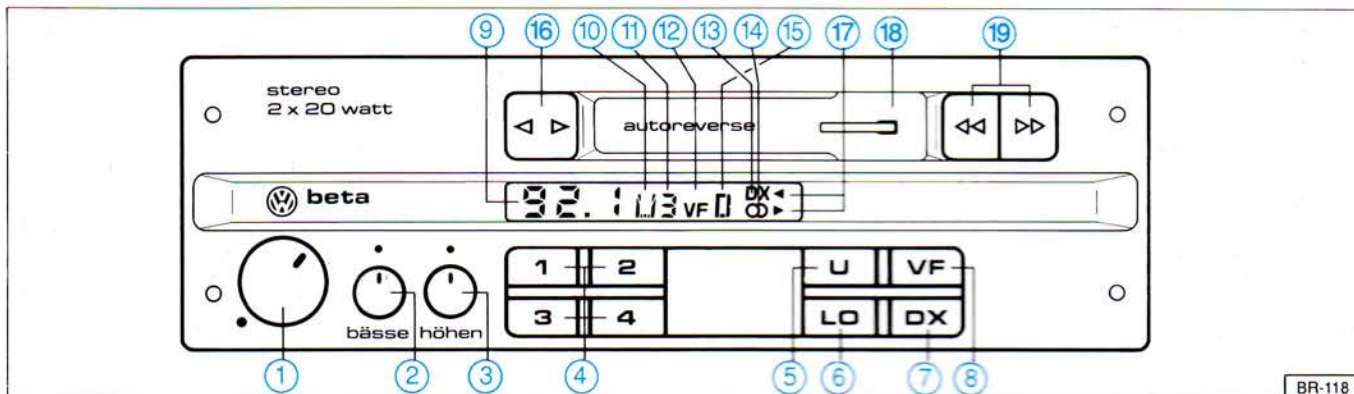 9 16 10 11 12 13 14 15 17 18 19
stereo
2 x 20 watt
autoreverse
VW beta
92.1 U3 VF D DX
1 2 U VF
3 4 LO DX
bässe höhen
1 2 3 4 5 6 7 8
BR-118